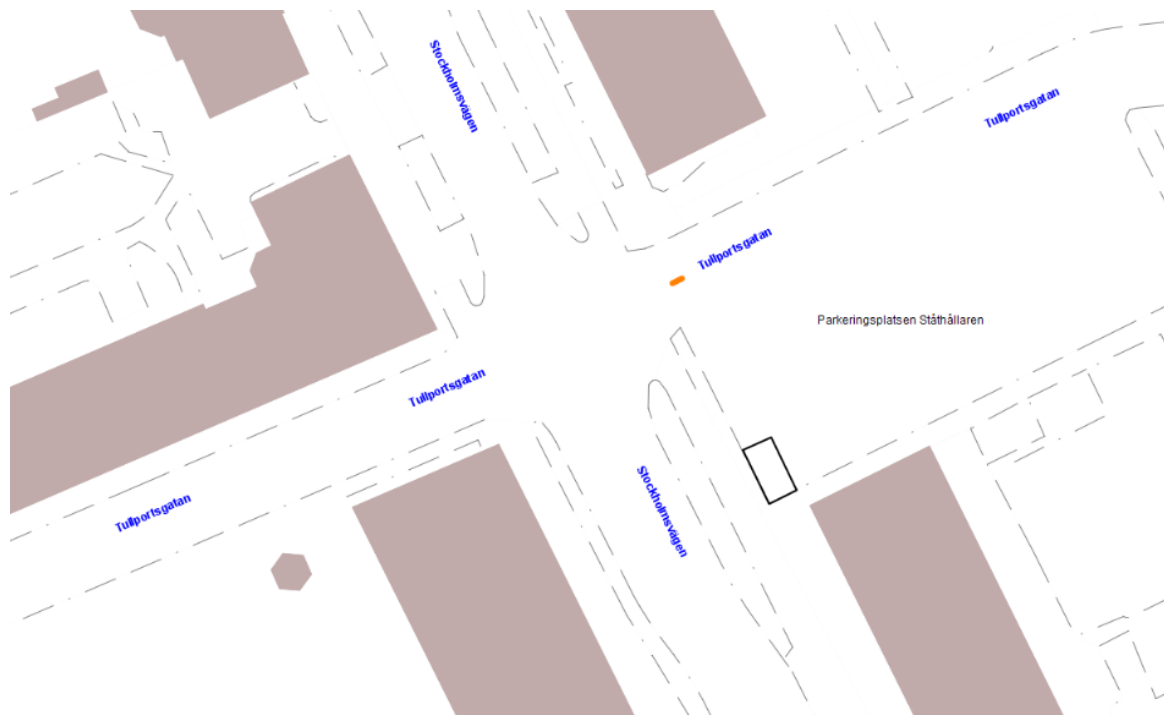 Stockholmsvägen
Tullportsgatan
Tullportsgatan
Parkeringsplatsen Ståthållaren
Tullportsgatan
Stockholmsvägen
Tullportsgatan